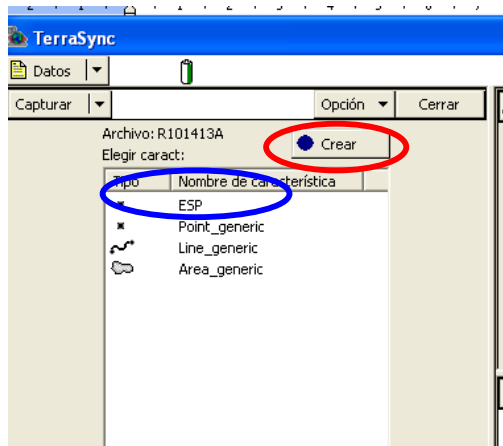 TerraSync
Datos
Capturar Opción Cerrar
Archivo: R101413A
Crear
Elegir caract:
Tipo Nombre de característica
ESP
Point_generic
Line_generic
Area_generic